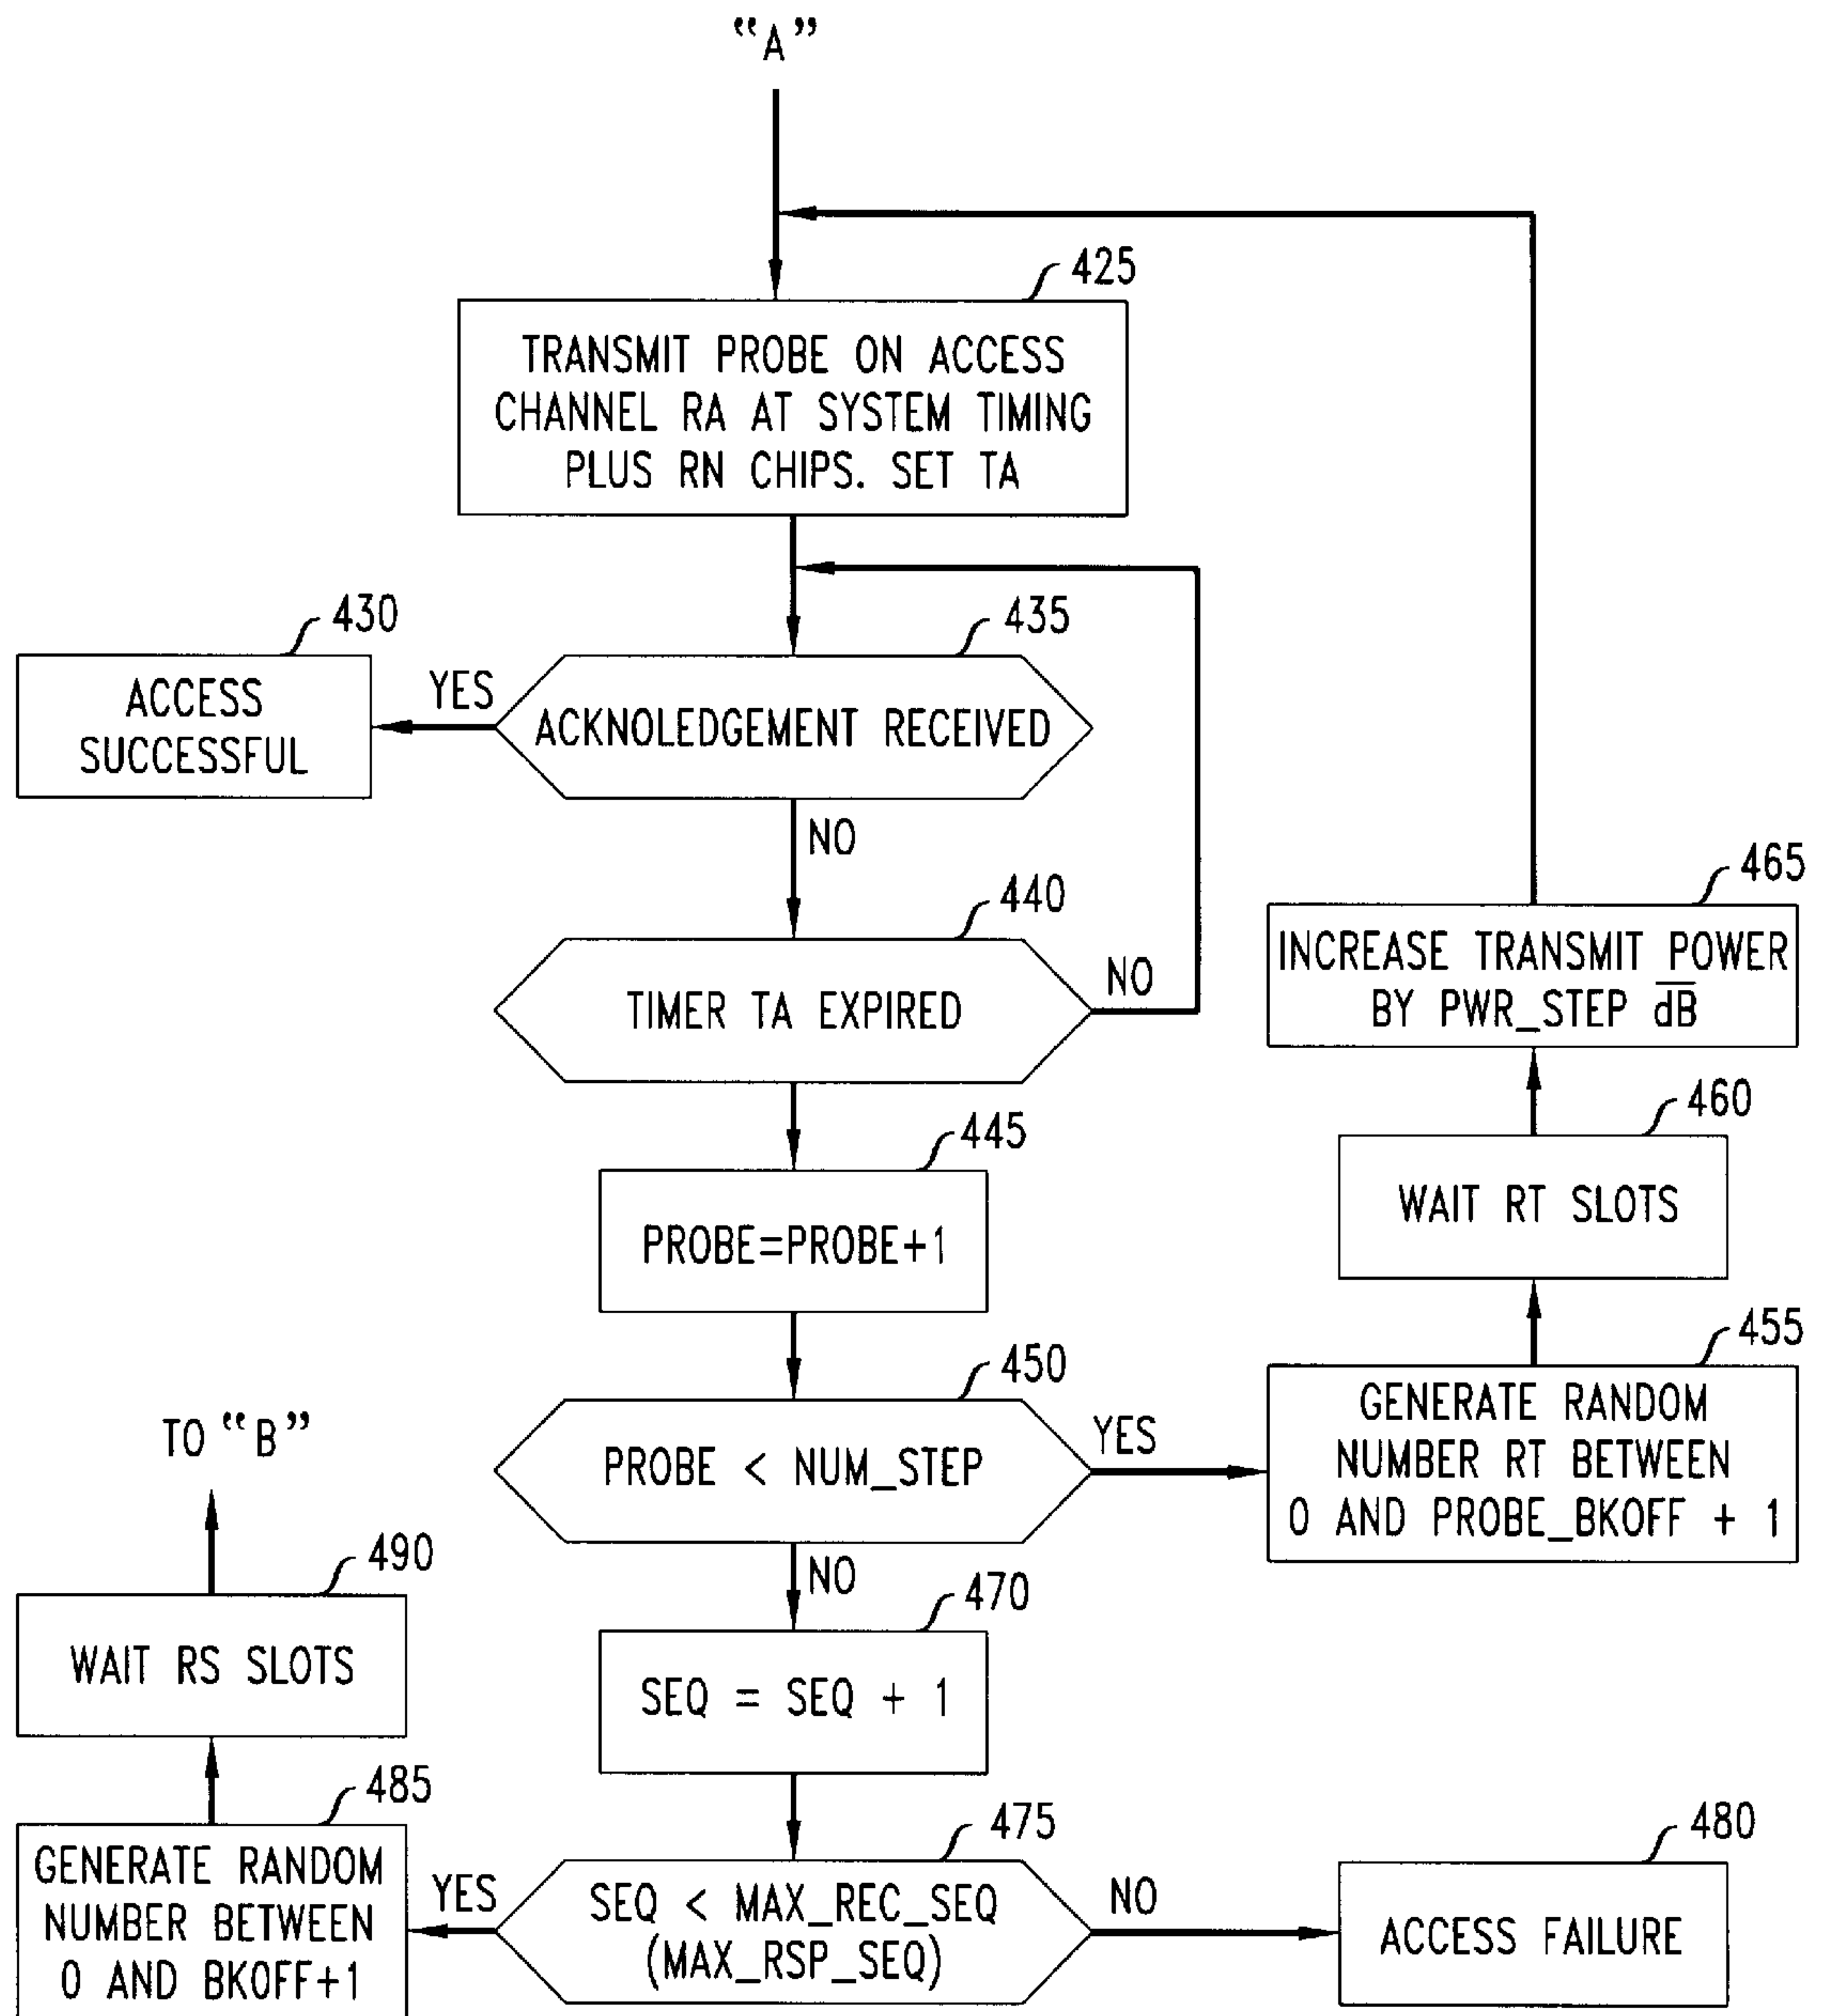 “A”
425
TRANSMIT PROBE ON ACCESS
CHANNEL RA AT SYSTEM TIMING
PLUS RN CHIPS. SET TA
430
ACCESS
SUCCESSFUL
YES
435
ACKNOLEDGEMENT RECEIVED
NO
440
TIMER TA EXPIRED
NO
465
INCREASE TRANSMIT POWER
BY PWR_STEP dB
460
WAIT RT SLOTS
445
PROBE=PROBE+1
450
PROBE < NUM_STEP
YES
455
GENERATE RANDOM
NUMBER RT BETWEEN
0 AND PROBE_BKOFF + 1
NO
TO “B”
490
WAIT RS SLOTS
470
SEQ = SEQ + 1
485
GENERATE RANDOM
NUMBER BETWEEN
0 AND BKOFF+1
YES
475
SEQ < MAX_REC_SEQ
(MAX_RSP_SEQ)
NO
480
ACCESS FAILURE